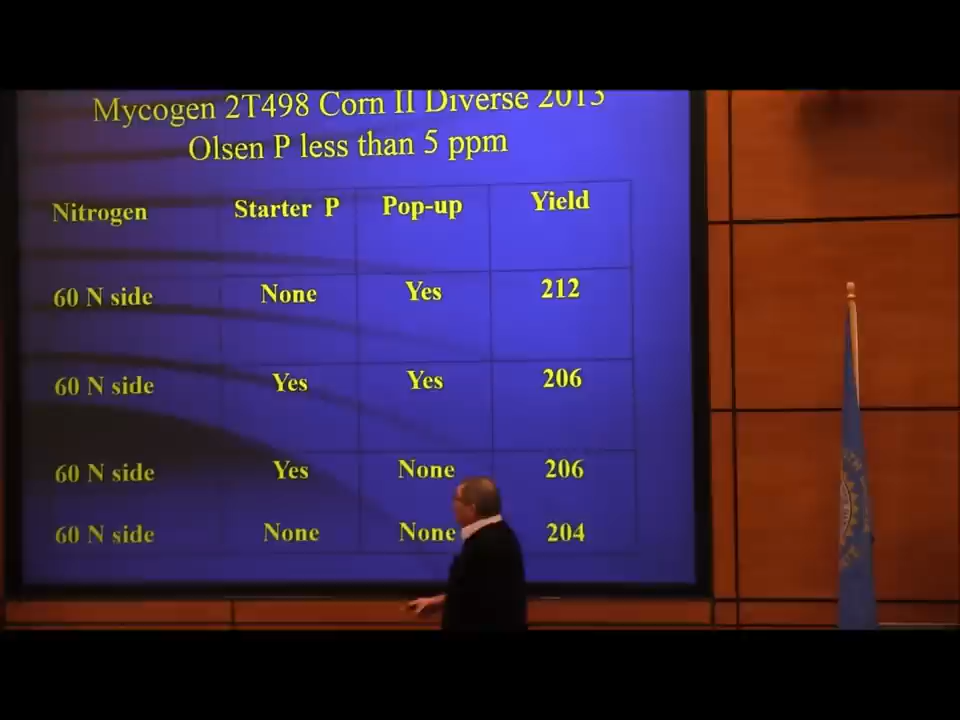 Mycogen 2T498 Corn II Diverse 2013
Olsen P less than 5 ppm
Nitrogen Starter P Pop-up Yield
60 N side None Yes 212
60 N side Yes Yes 206
60 N side Yes None 206
60 N side None None 204